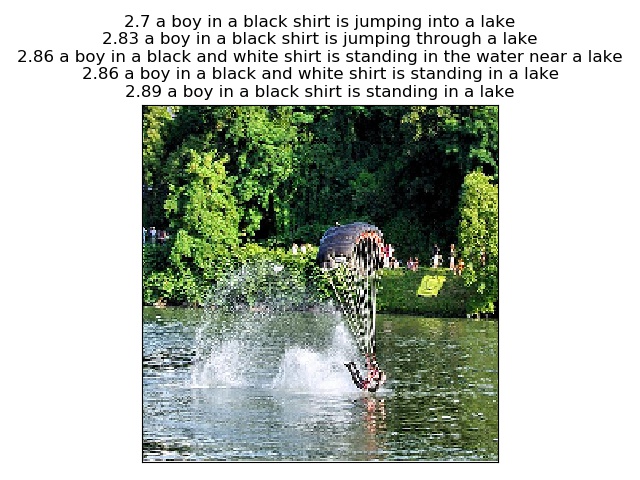 2.7 a boy in a black shirt is jumping into a lake
2.83 a boy in a black shirt is jumping through a lake
2.86 a boy in a black and white shirt is standing in the water near a lake
2.86 a boy in a black and white shirt is standing in a lake
2.89 a boy in a black shirt is standing in a lake